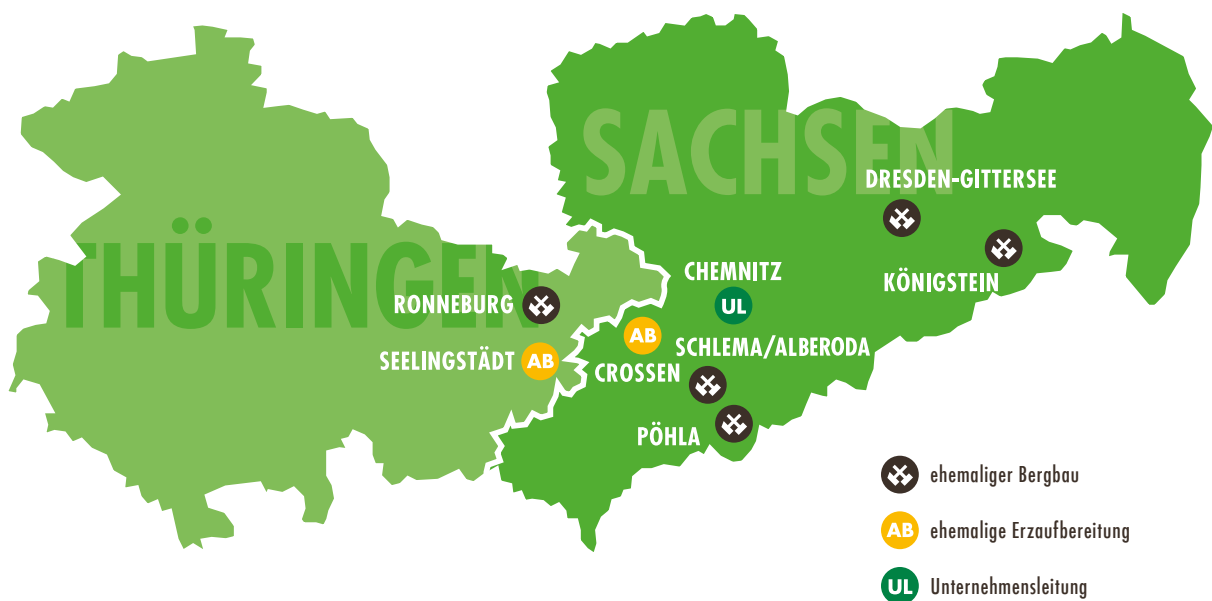 SACHSEN
DRESDEN-GITTERSEE
THÜRINGEN
CHEMNITZ
KÖNIGSTEIN
RONNEBURG
UL
AB
SCHLEMA/ALBERODA
SEELINGSTÄDT
AB
CROSSEN
PÖHLA
ehemaliger Bergbau
AB ehemalige Erzaufbereitung
UL Unternehmensleitung